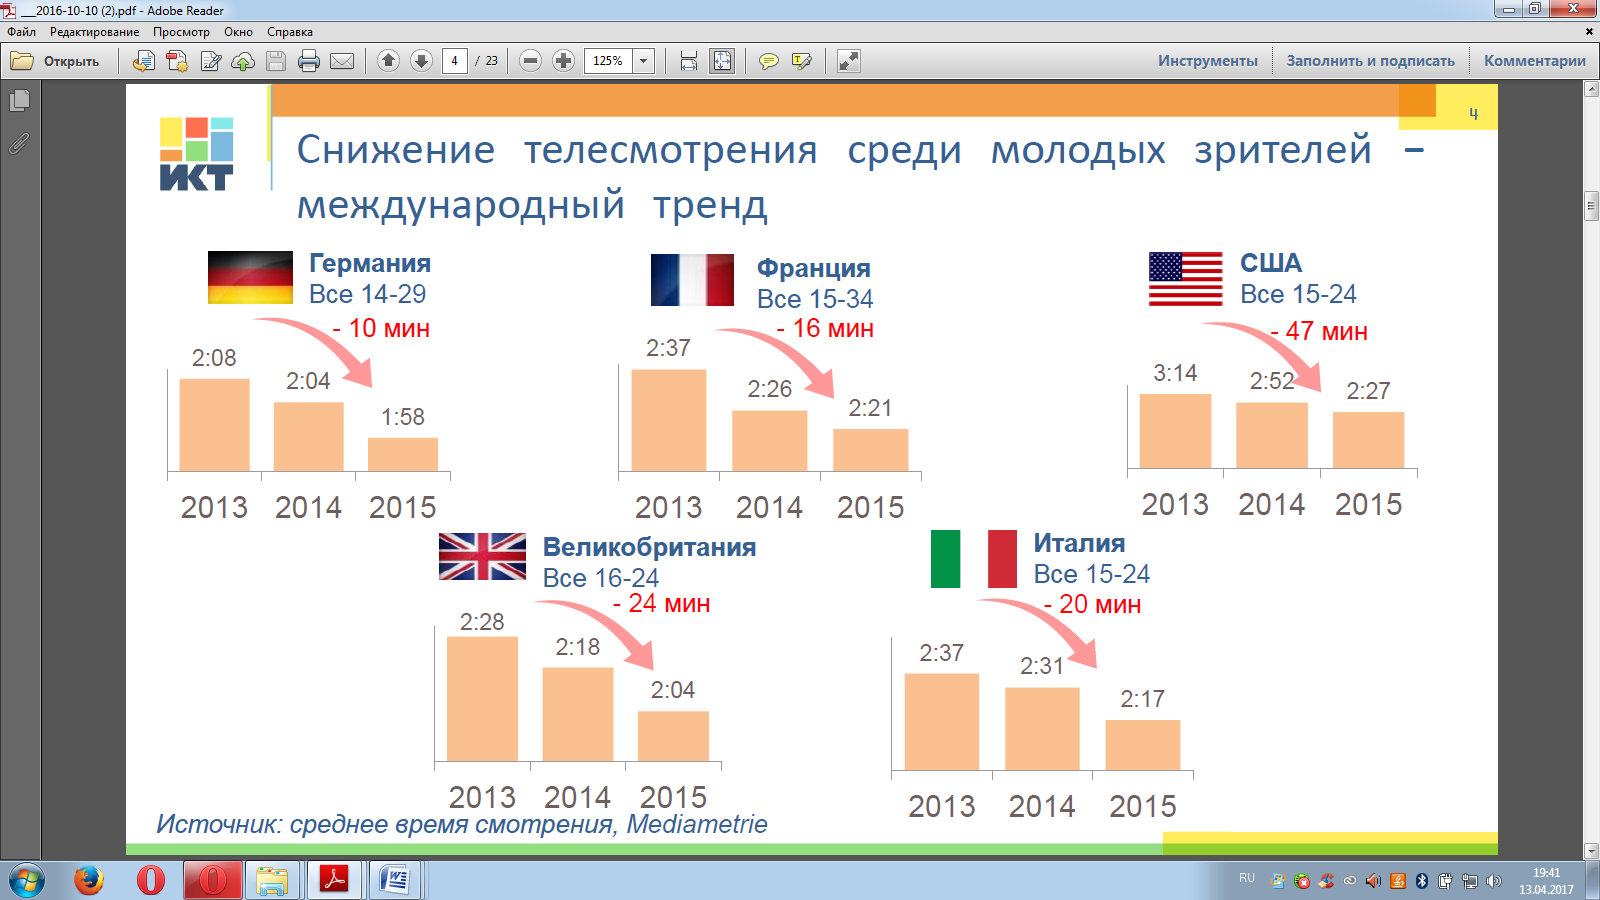 ___2016-10-10 (2).pdf - Adobe Reader
Файл Редактирование Просмотр Окно Справка
Открыть 4 / 23 125% Инструменты Заполнить и подписать Комментарии
4
ИКТ
Снижение телесмотрения среди молодых зрителей –
международный тренд
Германия
Все 14-29
- 10 мин
2:08
2:04
1:58
2013 2014 2015
Франция
Все 15-34
- 16 мин
2:37
2:26
2:21
2013 2014 2015
США
Все 15-24
- 47 мин
3:14
2:52
2:27
2013 2014 2015
Великобритания
Все 16-24
- 24 мин
2:28
2:18
2:04
2013 2014 2015
Италия
Все 15-24
- 20 мин
2:37
2:31
2:17
2013 2014 2015
Источник: среднее время смотрения, Mediametrie
RU
19:41
13.04.2017